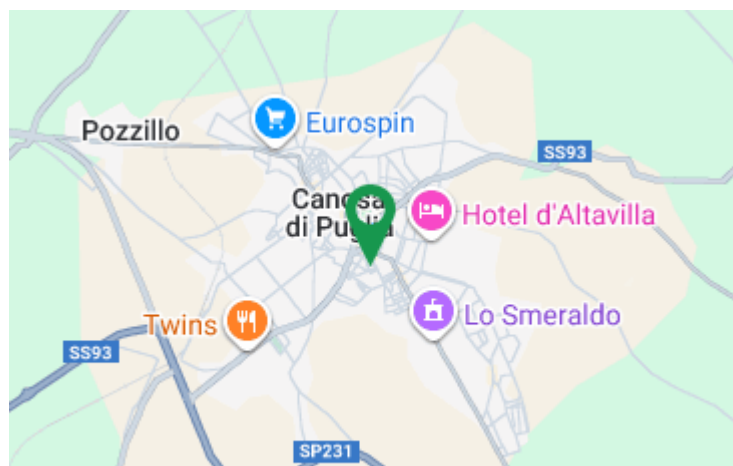 Pozzillo
Eurospin
SS93
Canosa
di Puglia
Hotel d'Altavilla
Twins
Lo Smeraldo
SS93
SP231